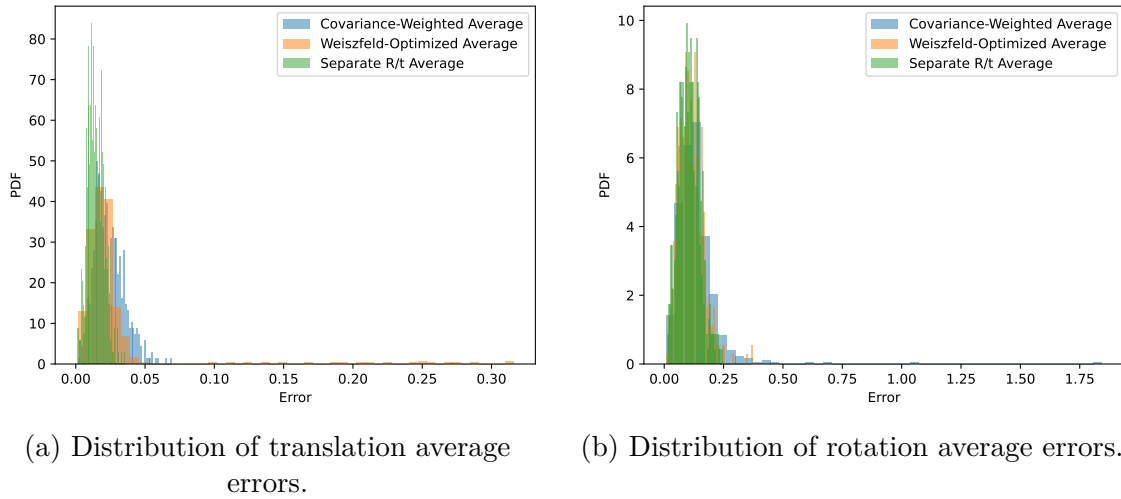 Covariance-Weighted Average
Weiszfeld-Optimized Average
Separate R/t Average
80
70
60
50
40
30
20
10
0
PDF
0.00 0.05 0.10 0.15 0.20 0.25 0.30
Error
(a) Distribution of translation average
errors.
Covariance-Weighted Average
Weiszfeld-Optimized Average
Separate R/t Average
10
8
6
4
2
0
PDF
0.00 0.25 0.50 0.75 1.00 1.25 1.50 1.75
Error
(b) Distribution of rotation average errors.